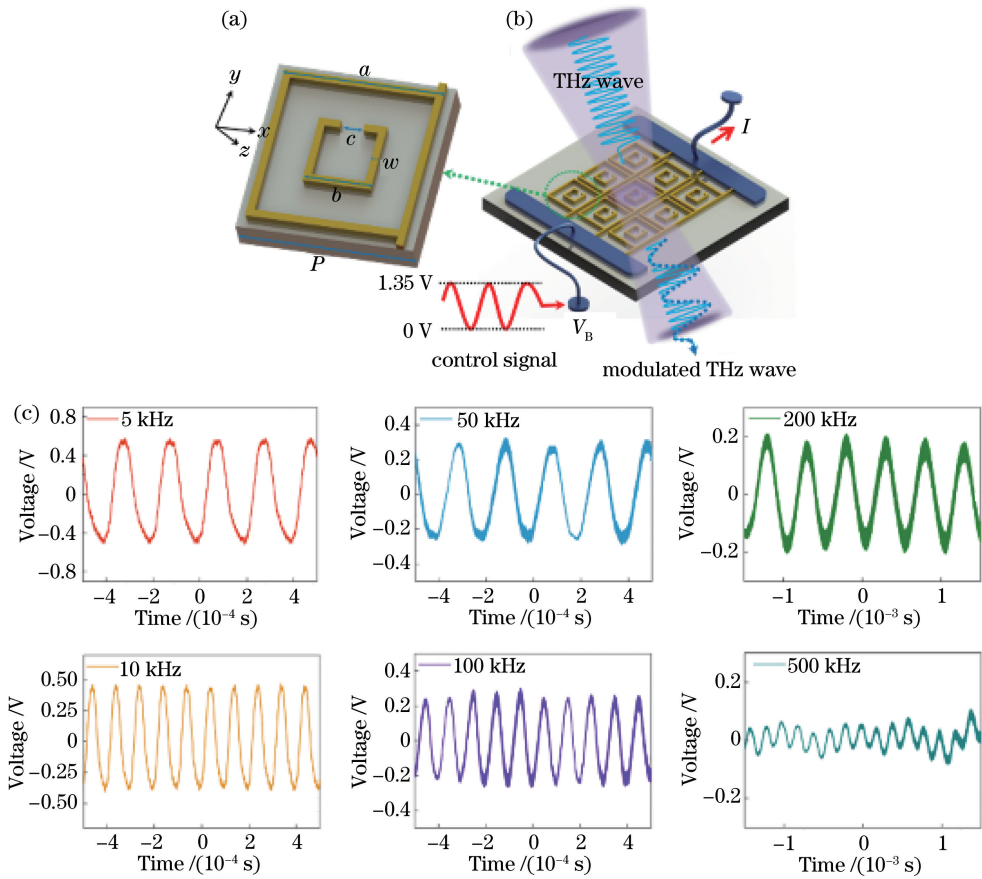 (a)
(b)
a
y
x
z
c
w
b
P
THz wave
I
1.35 V
0 V
control signal
V_B
modulated THz wave
(c)
5 kHz
Voltage /V
0.8
0.4
0
−0.4
−0.8
−4 −2 0 2 4
Time /(10⁻⁴ s)
50 kHz
Voltage /V
0.4
0.2
0
−0.2
−0.4
−4 −2 0 2 4
Time /(10⁻⁴ s)
200 kHz
Voltage /V
0.2
0
−0.2
−1 0 1
Time /(10⁻³ s)
10 kHz
Voltage /V
0.50
0.25
0
−0.25
−0.50
−4 −2 0 2 4
Time /(10⁻⁴ s)
100 kHz
Voltage /V
0.4
0.2
0
−0.2
−0.4
−4 −2 0 2 4
Time /(10⁻⁴ s)
500 kHz
Voltage /V
0.2
0
−0.2
−1 0 1
Time /(10⁻³ s)